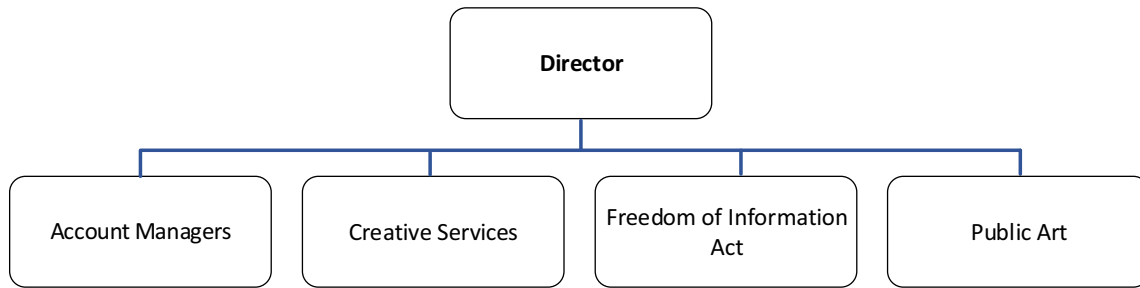 Director
Account Managers
Creative Services
Freedom of Information
Act
Public Art